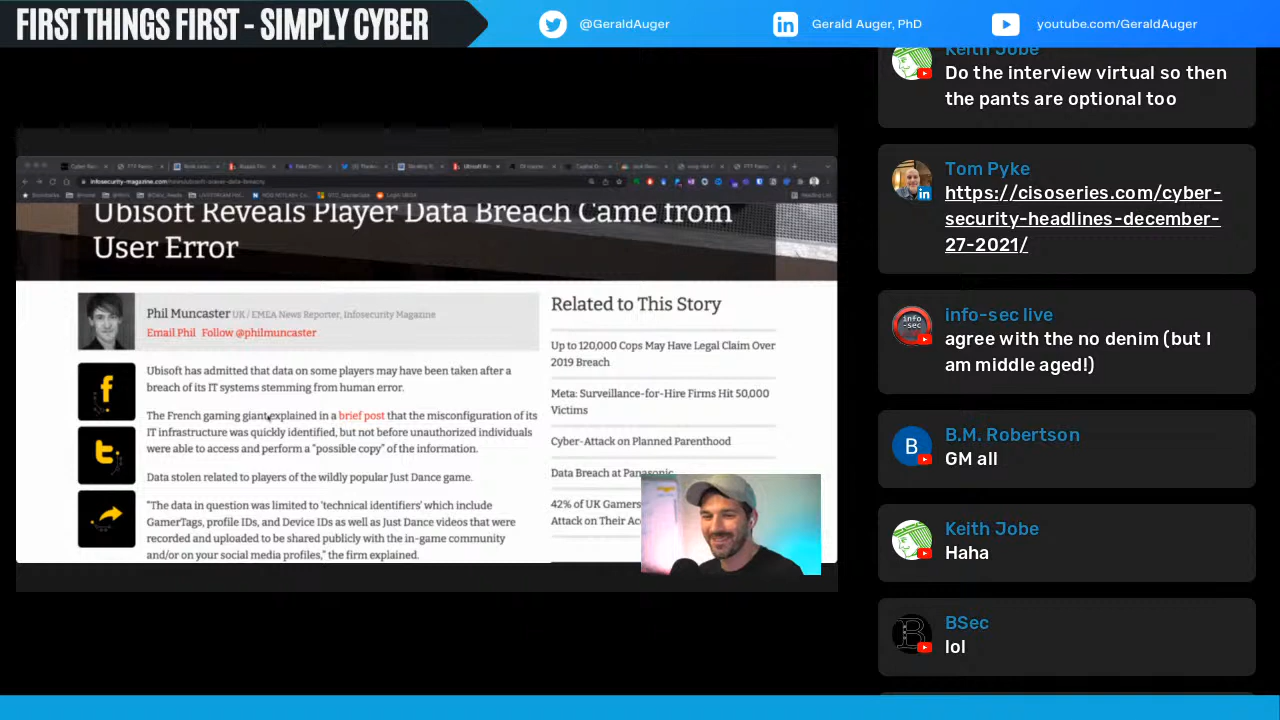 FIRST THINGS FIRST - SIMPLY CYBER
@GeraldAuger
Gerald Auger, PhD
youtube.com/GeraldAuger
infosecurity-magazine.com
Ubisoft Reveals Player Data Breach Came from
User Error
Phil Muncaster UK / EMEA News Reporter, Infosecurity Magazine
Email Phil Follow @philmuncaster
Ubisoft has admitted that data on some players may have been taken after a
breach of its IT systems stemming from human error.
The French gaming giant explained in a brief post that the misconfiguration of its
IT infrastructure was quickly identified, but not before unauthorized individuals
were able to access and perform a “possible copy” of the information.
Data stolen related to players of the wildly popular Just Dance game.
“The data in question was limited to ‘technical identifiers’ which include
GamerTags, profile IDs, and Device IDs as well as Just Dance videos that were
recorded and uploaded to be shared publicly with the in-game community
and/or on your social media profiles,” the firm explained.
Related to This Story
Up to 120,000 Cops May Have Legal Claim Over
2019 Breach
Meta: Surveillance-for-Hire Firms Hit 50,000
Victims
Cyber-Attack on Planned Parenthood
Data Breach at Panasonic
42% of UK Gamers
Attack on Their
Keith Jobe
Do the interview virtual so then
the pants are optional too
Tom Pyke
https://cisoseries.com/cyber-
security-headlines-december-
27-2021/
info-sec live
agree with the no denim (but I
am middle aged!)
B.M. Robertson
GM all
Keith Jobe
Haha
BSec
lol